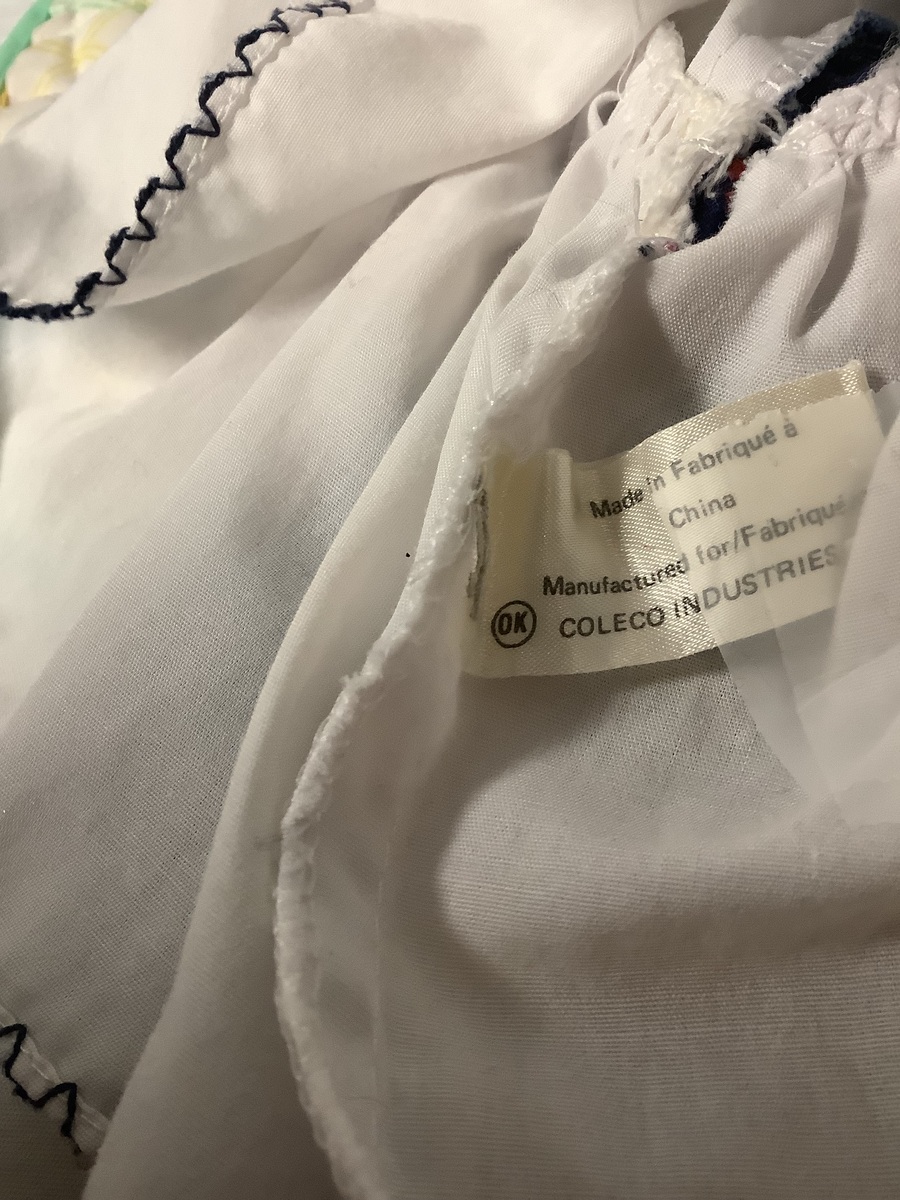 Made in Fabriqué à
China
Manufactured for/Fabriqué
OK COLECO INDUSTRIES